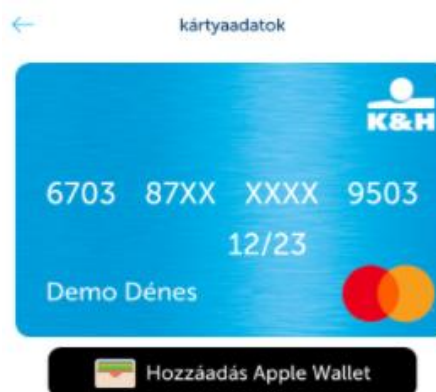 kártyaadatok
K&H
6703 87XX XXXX 9503
12/23
Demo Dénes
Hozzáadás Apple Wallet